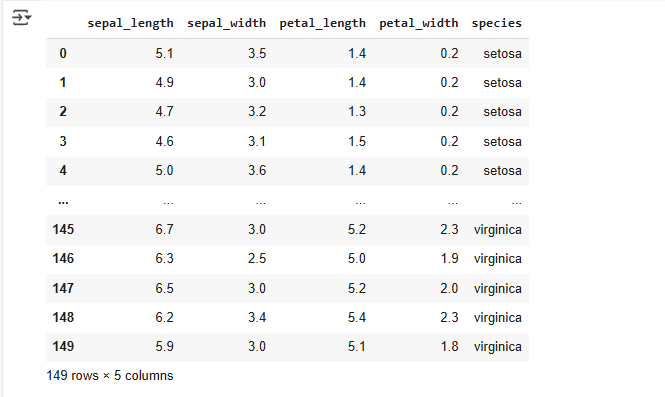 sepal_length sepal_width petal_length petal_width species
0 5.1 3.5 1.4 0.2 setosa
1 4.9 3.0 1.4 0.2 setosa
2 4.7 3.2 1.3 0.2 setosa
3 4.6 3.1 1.5 0.2 setosa
4 5.0 3.6 1.4 0.2 setosa
... ... ... ... ... ...
145 6.7 3.0 5.2 2.3 virginica
146 6.3 2.5 5.0 1.9 virginica
147 6.5 3.0 5.2 2.0 virginica
148 6.2 3.4 5.4 2.3 virginica
149 5.9 3.0 5.1 1.8 virginica
149 rows × 5 columns